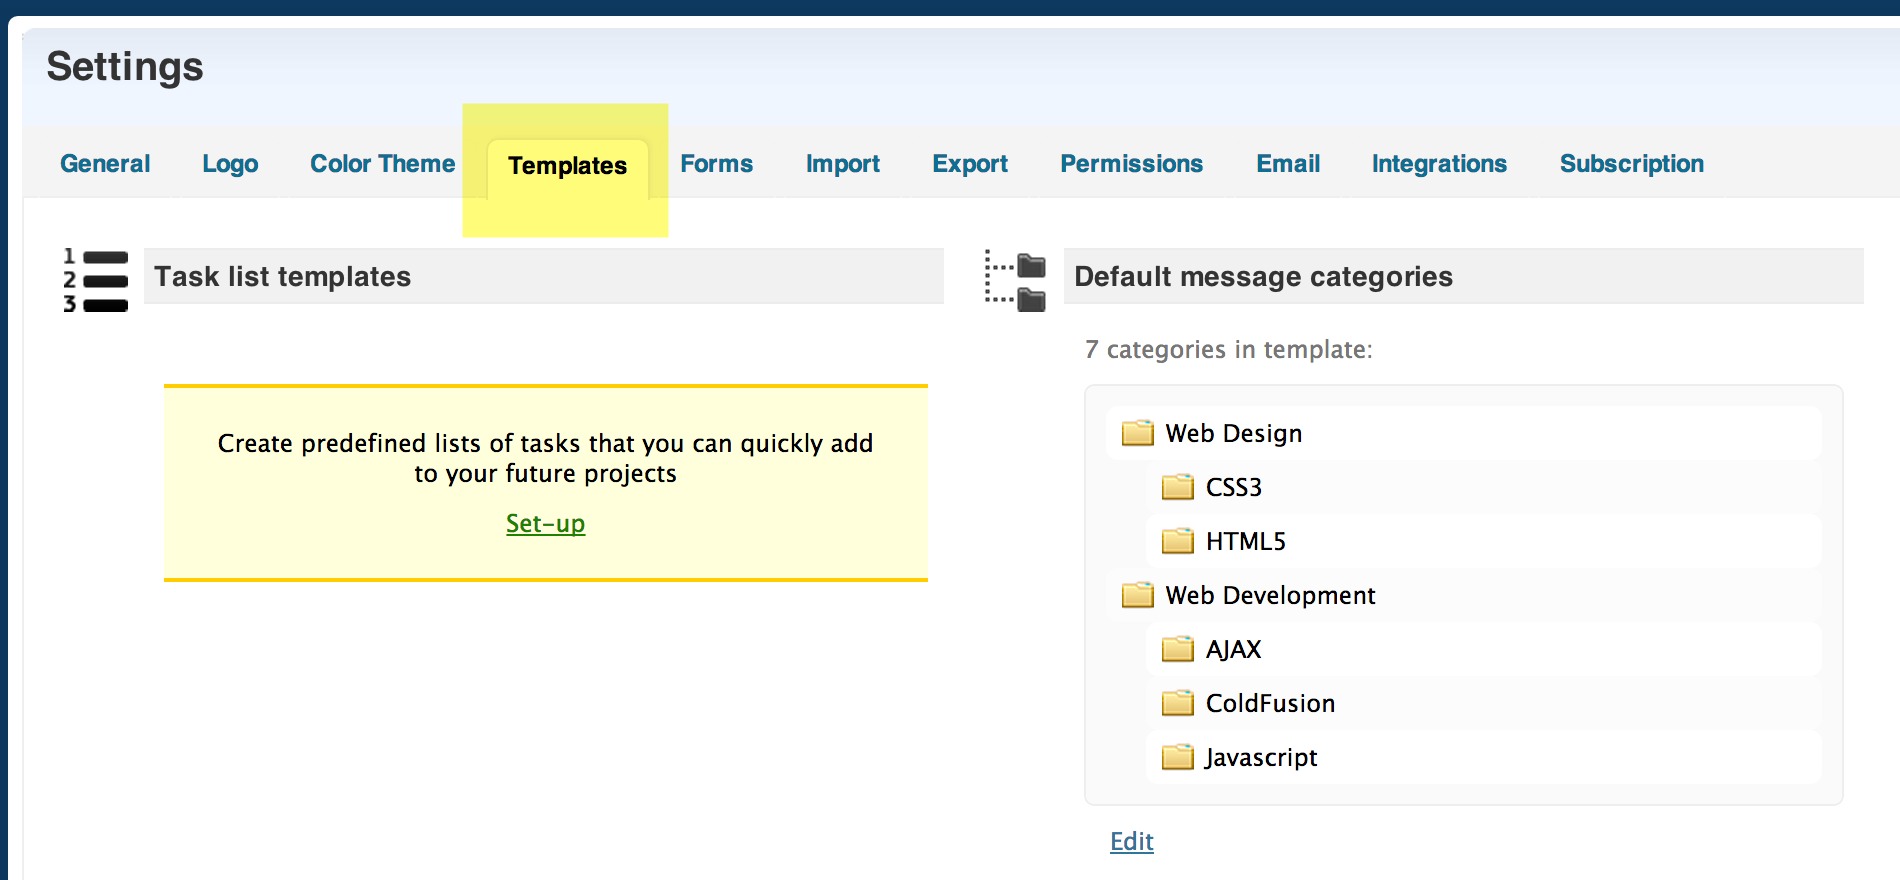 Settings
General Logo Color Theme Templates Forms Import Export Permissions Email Integrations Subscription
1
2
3
Task list templates
Create predefined lists of tasks that you can quickly add
to your future projects
Set-up
Default message categories
7 categories in template:
Web Design
CSS3
HTML5
Web Development
AJAX
ColdFusion
Javascript
Edit